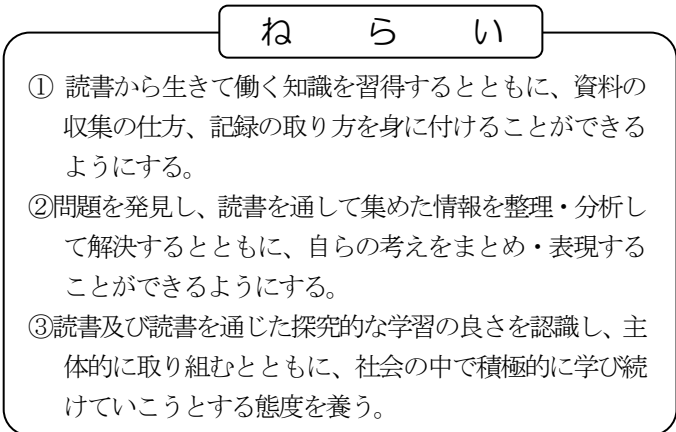 ねらい
① 読書から生きて働く知識を習得するとともに、資料の
収集の仕方、記録の取り方を身に付けることができる
ようにする。
②問題を発見し、読書を通して集めた情報を整理・分析し
て解決するとともに、自らの考えをまとめ・表現する
ことができるようにする。
③読書及び読書を通じた探究的な学習の良さを認識し、主
体的に取り組むとともに、社会の中で積極的に学び続
けていこうとする態度を養う。